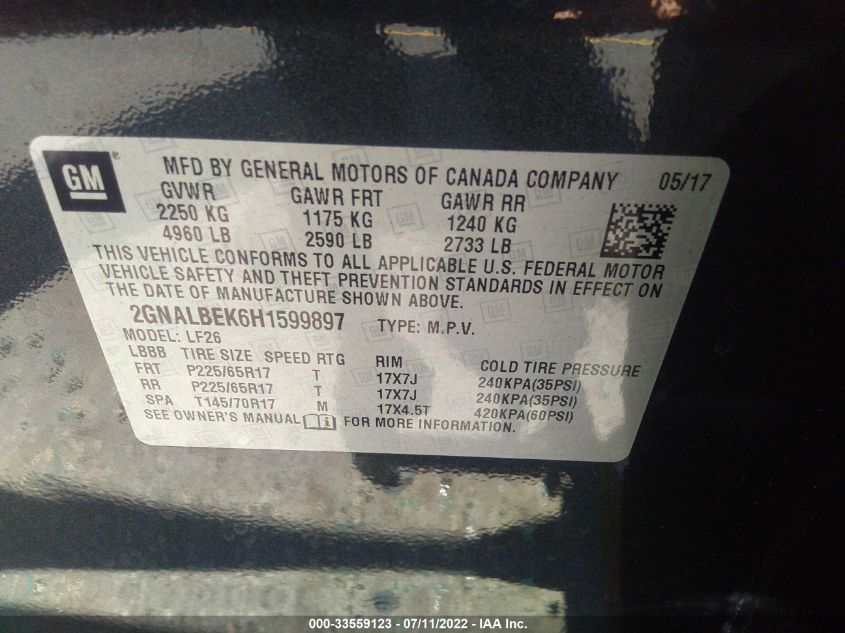 GM ® MFD BY GENERAL MOTORS OF CANADA COMPANY 05/17
GVWR GAWR FRT GAWR RR
2250 KG 1175 KG 1240 KG
4960 LB 2590 LB 2733 LB
THIS VEHICLE CONFORMS TO ALL APPLICABLE U.S. FEDERAL MOTOR
VEHICLE SAFETY AND THEFT PREVENTION STANDARDS IN EFFECT ON
THE DATE OF MANUFACTURE SHOWN ABOVE.
2GNALBEK6H1599897 TYPE: M.P.V.
MODEL: LF26
LBBB TIRE SIZE SPEED RTG RIM COLD TIRE PRESSURE
FRT P225/65R17 T 17X7J 240KPA(35PSI)
RR P225/65R17 T 17X7J 240KPA(35PSI)
SPA T145/70R17 M 17X4.5T 420KPA(60PSI)
SEE OWNER'S MANUAL i FOR MORE INFORMATION.
000-33559123 - 07/11/2022 - IAA Inc.